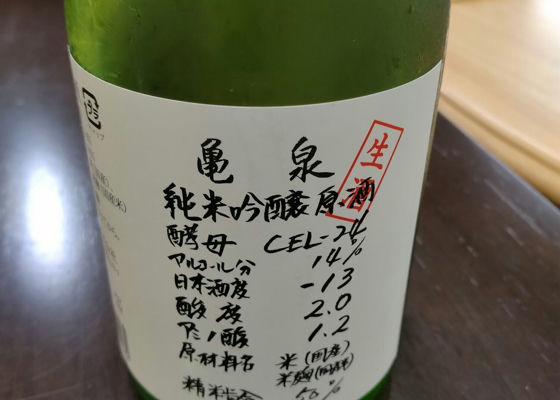 亀泉
生酒
純米吟醸原酒
酵母 CEL-24
アルコール分 14%
日本酒度 -13
酸度 2.0
アミノ酸 1.2
原材料名 米(国産)
米麹(国産米)
精米歩合 50%